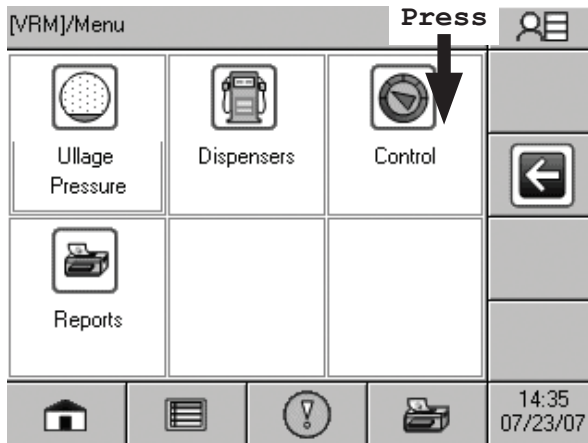 [VRM]/Menu
Press
Ullage
Pressure
Dispensers
Control
Reports
14:35
07/23/07